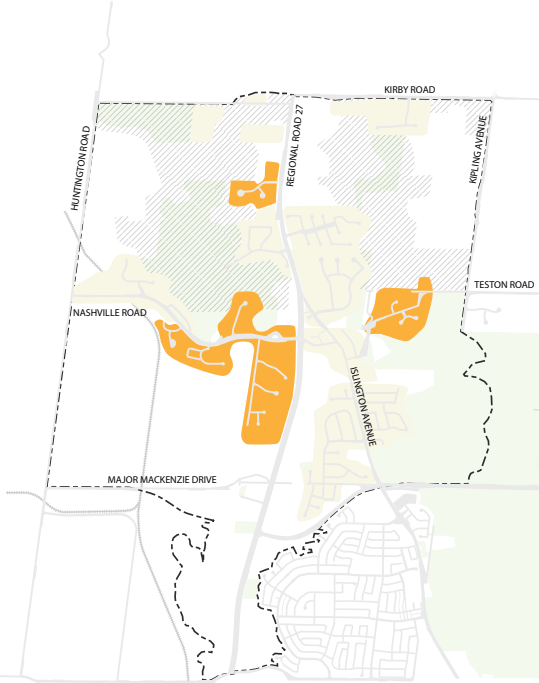 KIRBY ROAD
REGIONAL ROAD 27
HUNTINGTON ROAD
KIPLING AVENUE
TESTON ROAD
NASHVILLE ROAD
ISLINGTON AVENUE
MAJOR MACKENZIE DRIVE